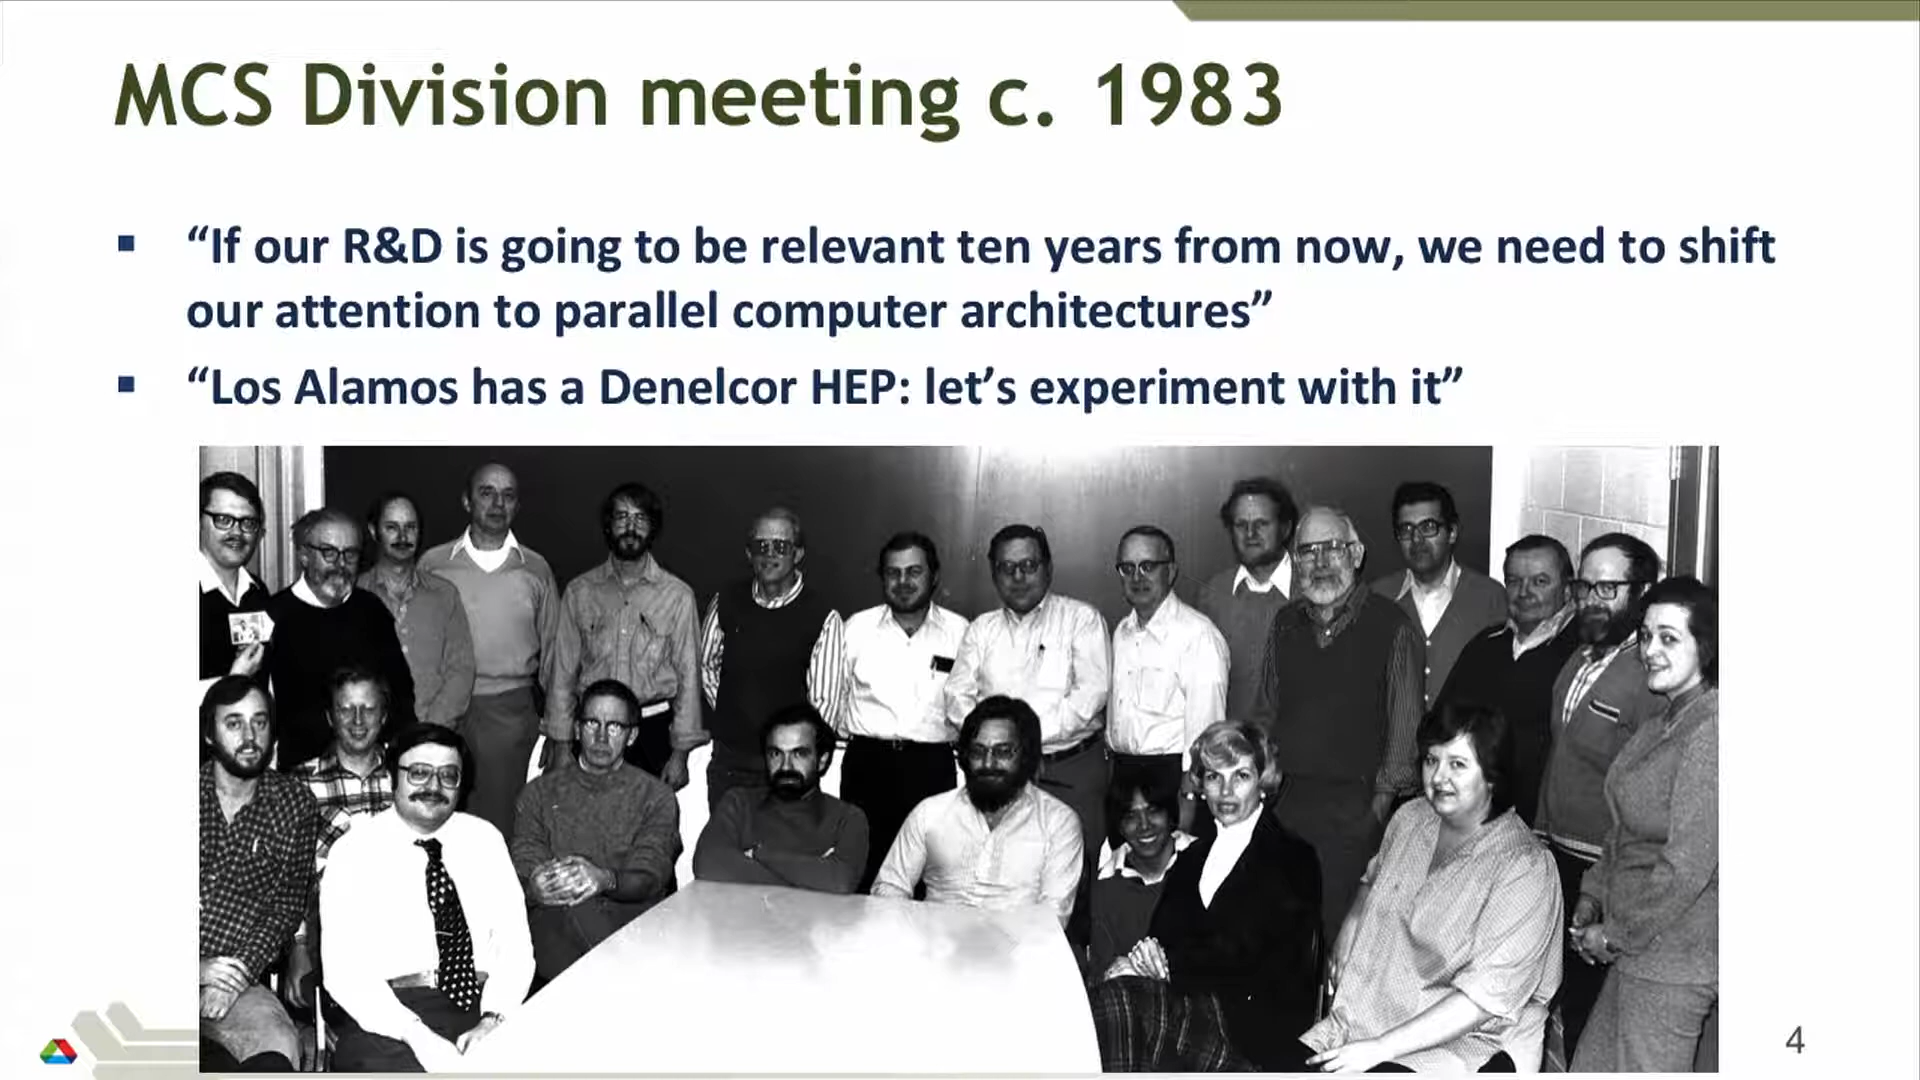 MCS Division meeting c. 1983
▪ “If our R&D is going to be relevant ten years from now, we need to shift
our attention to parallel computer architectures”
▪ “Los Alamos has a Denelcor HEP: let’s experiment with it”
4